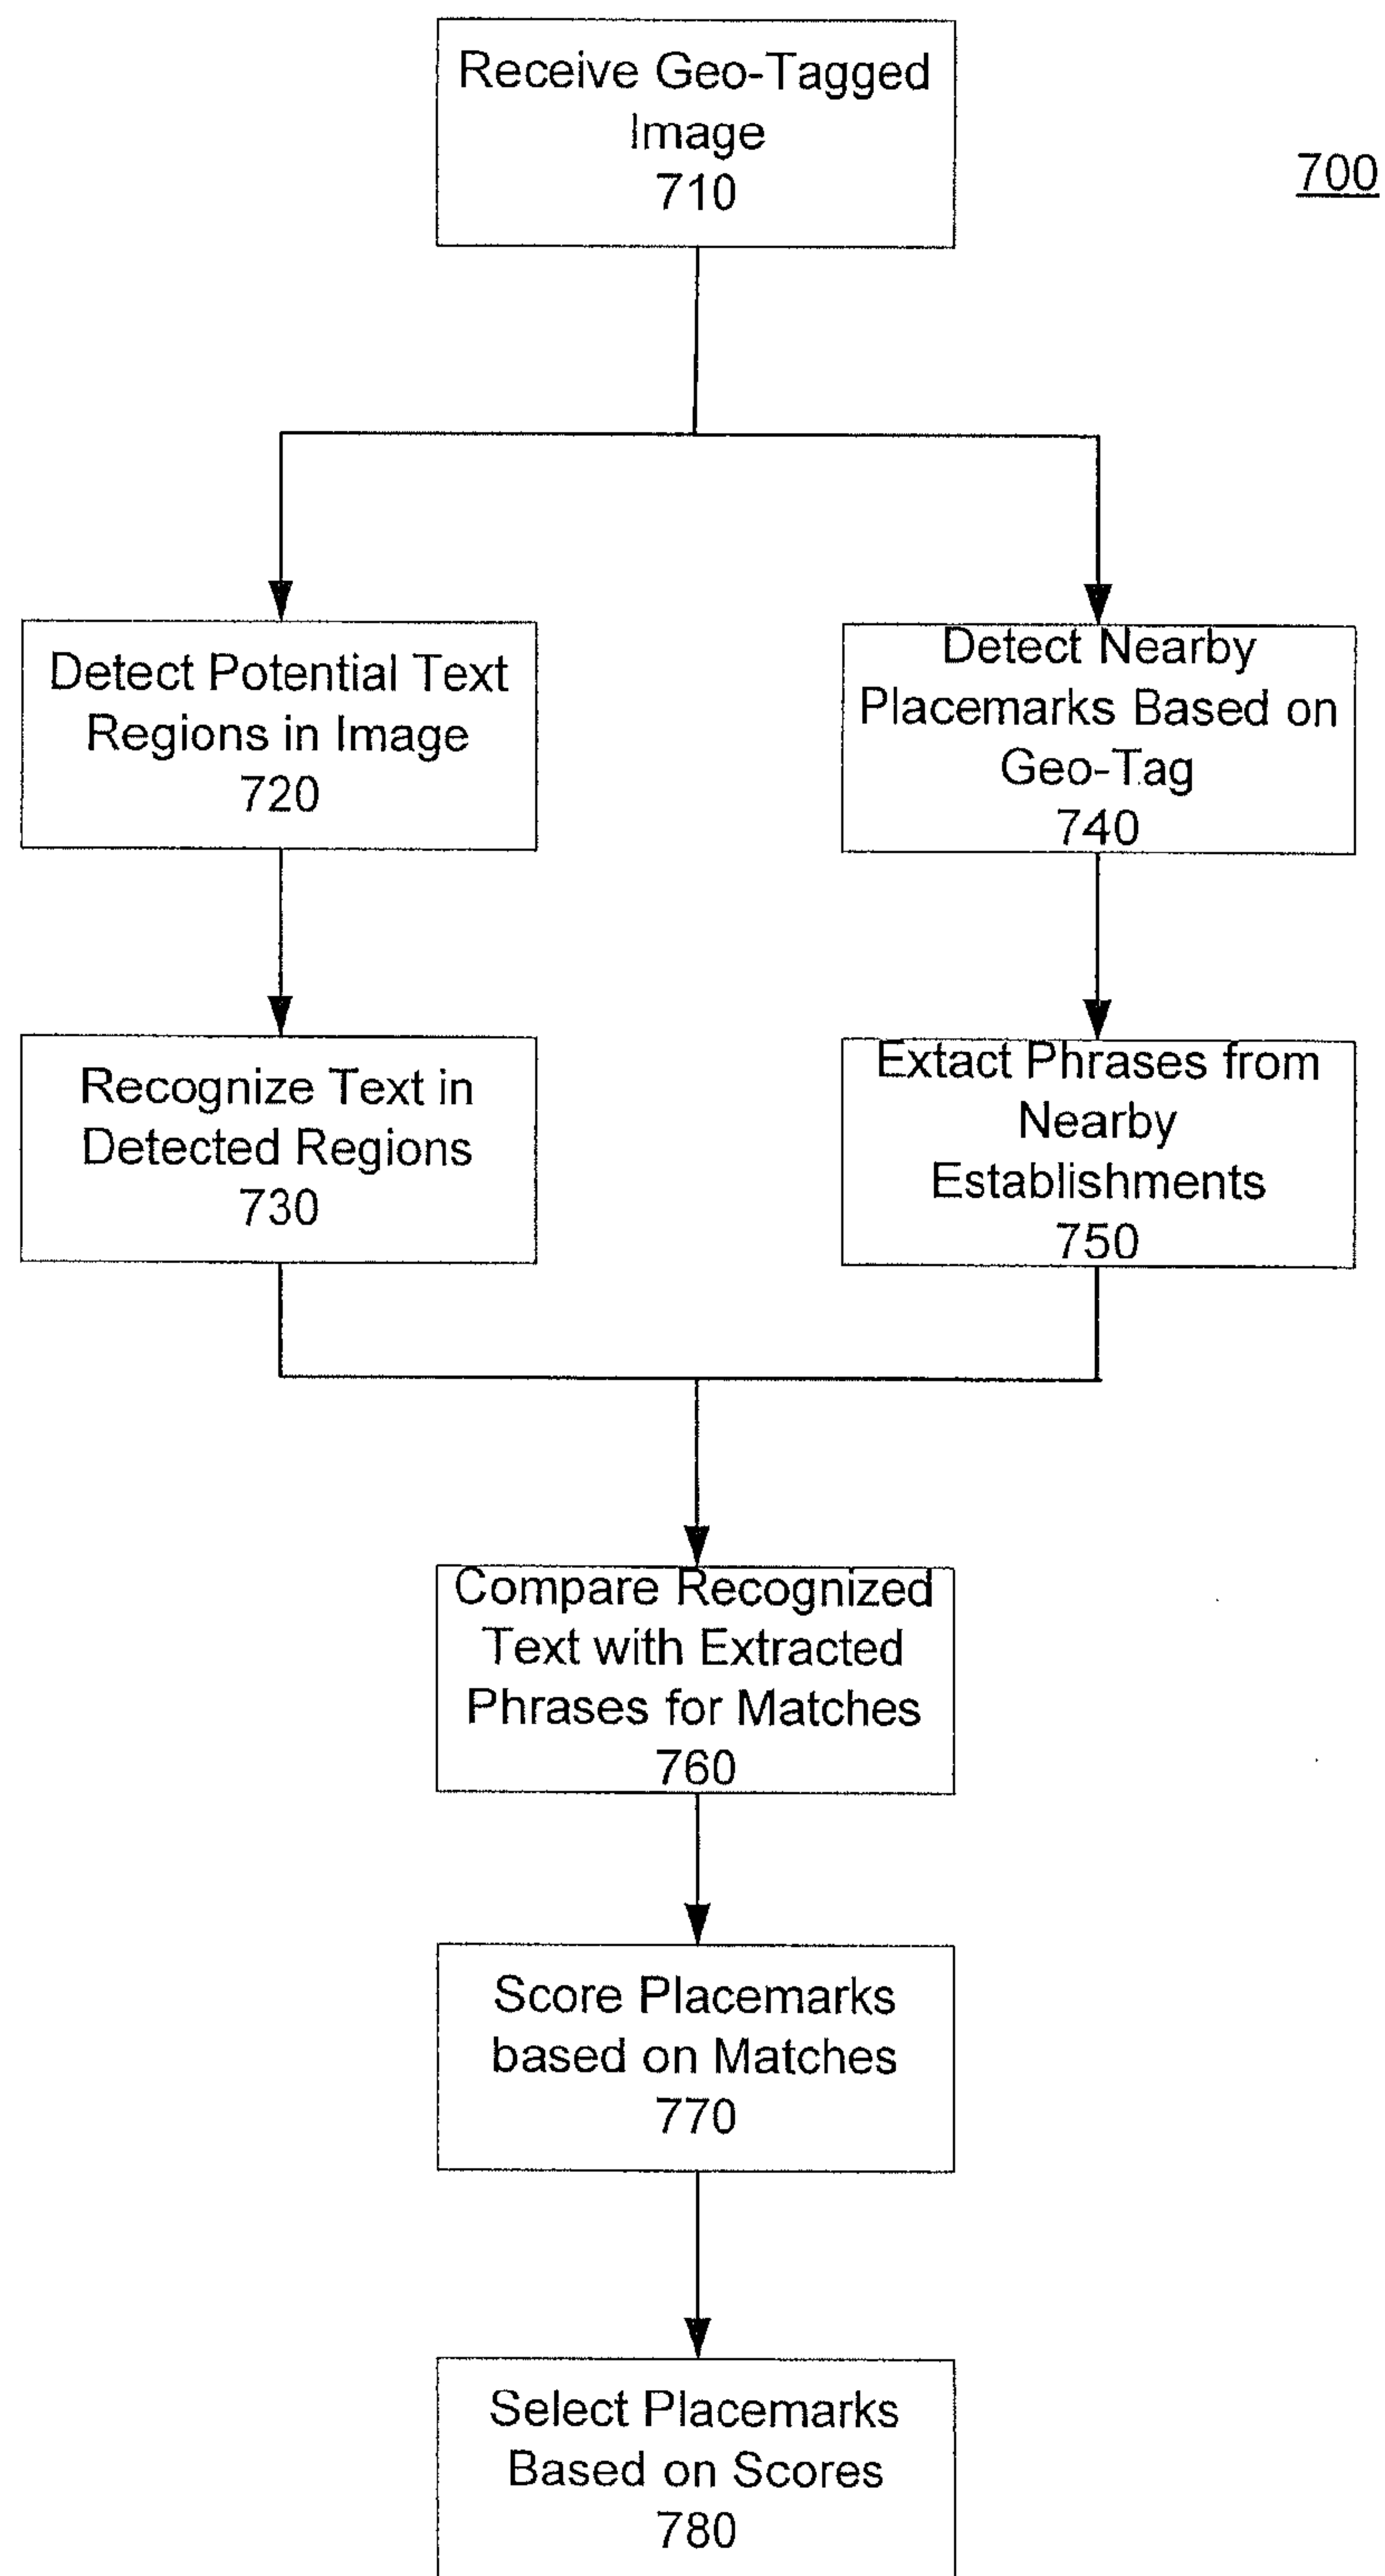 Receive Geo-Tagged
Image
710
700
Detect Potential Text
Regions in Image
720
Detect Nearby
Placemarks Based on
Geo-Tag
740
Recognize Text in
Detected Regions
730
Extact Phrases from
Nearby
Establishments
750
Compare Recognized
Text with Extracted
Phrases for Matches
760
Score Placemarks
based on Matches
770
Select Placemarks
Based on Scores
780